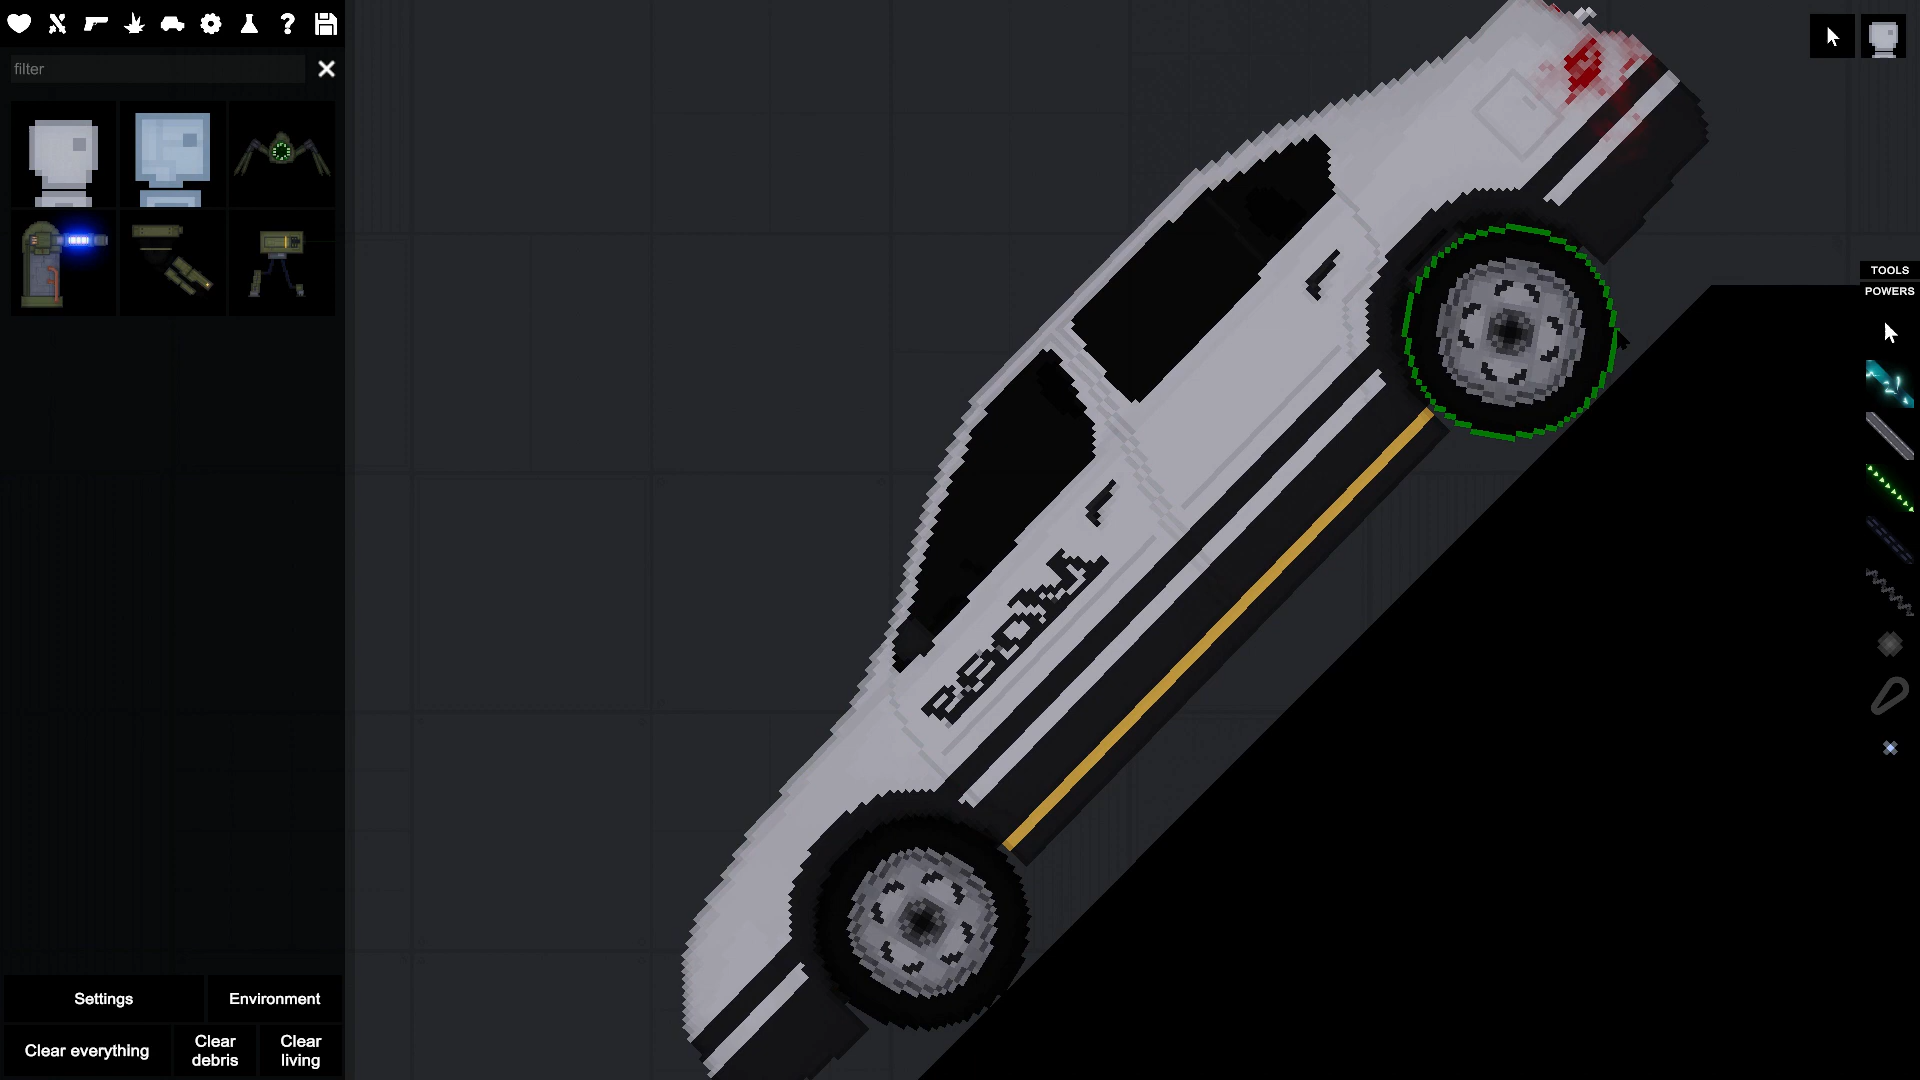 filter
TOOLS
POWERS
Settings
Environment
Clear everything
Clear
debris
Clear
living